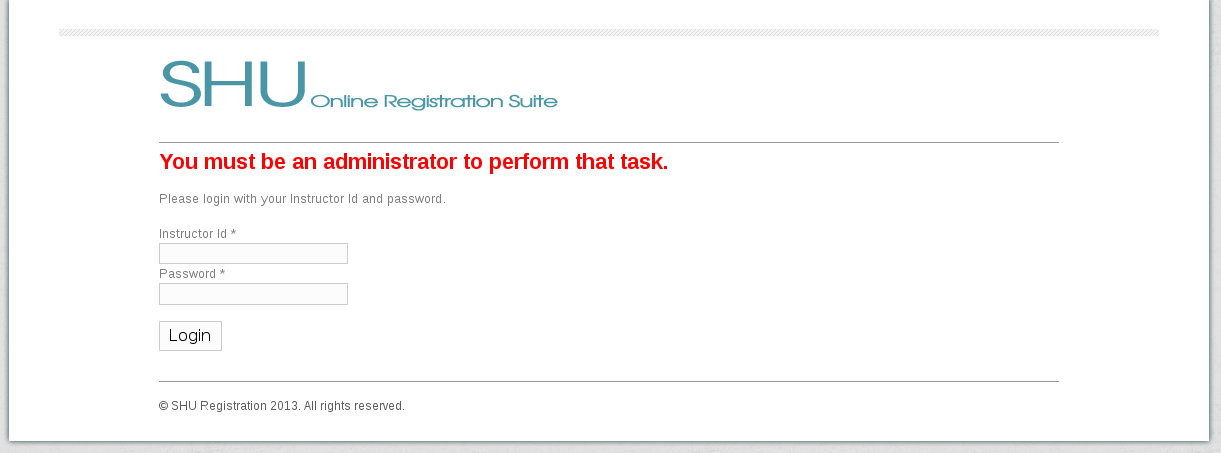 SHU Online Registration Suite
You must be an administrator to perform that task.
Please login with your Instructor Id and password.
Instructor Id *
Password *
Login
© SHU Registration 2013. All rights reserved.